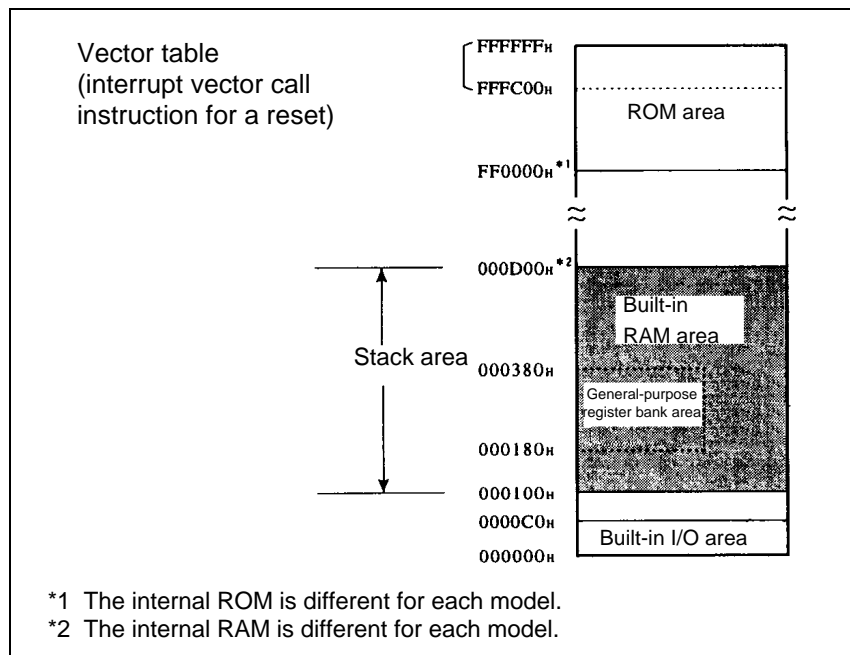 Vector table
(interrupt vector call
instruction for a reset)
FFFFFFH
FFFC00H
ROM area
FF0000H*1
000D00H*2
Built-in
RAM area
Stack area
000380H
General-purpose
register bank area
000180H
000100H
0000C0H
Built-in I/O area
000000H
*1 The internal ROM is different for each model.
*2 The internal RAM is different for each model.